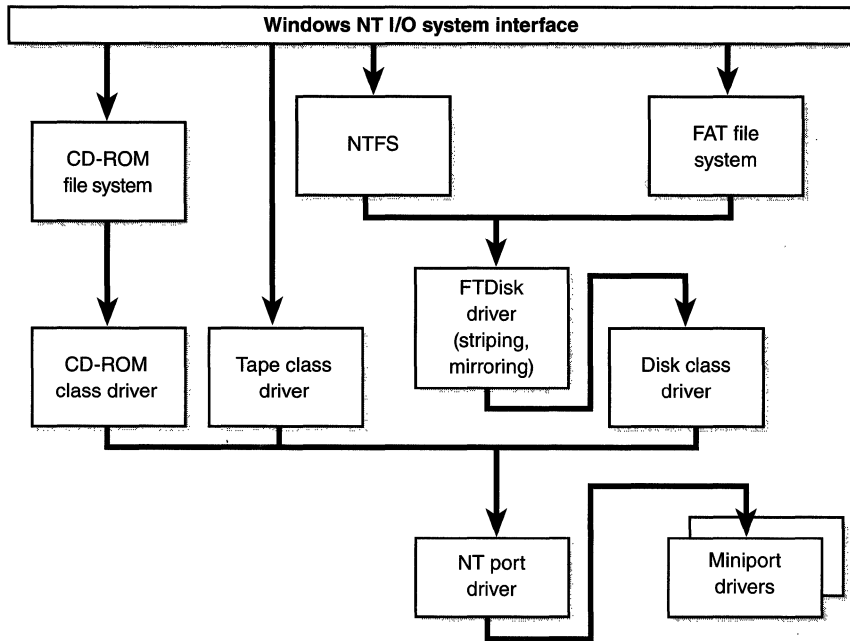 Windows NT I/O system interface
CD-ROM
file system
NTFS
FAT file
system
CD-ROM
class driver
Tape class
driver
FTDisk
driver
(striping,
mirroring)
Disk class
driver
NT port
driver
Miniport
drivers